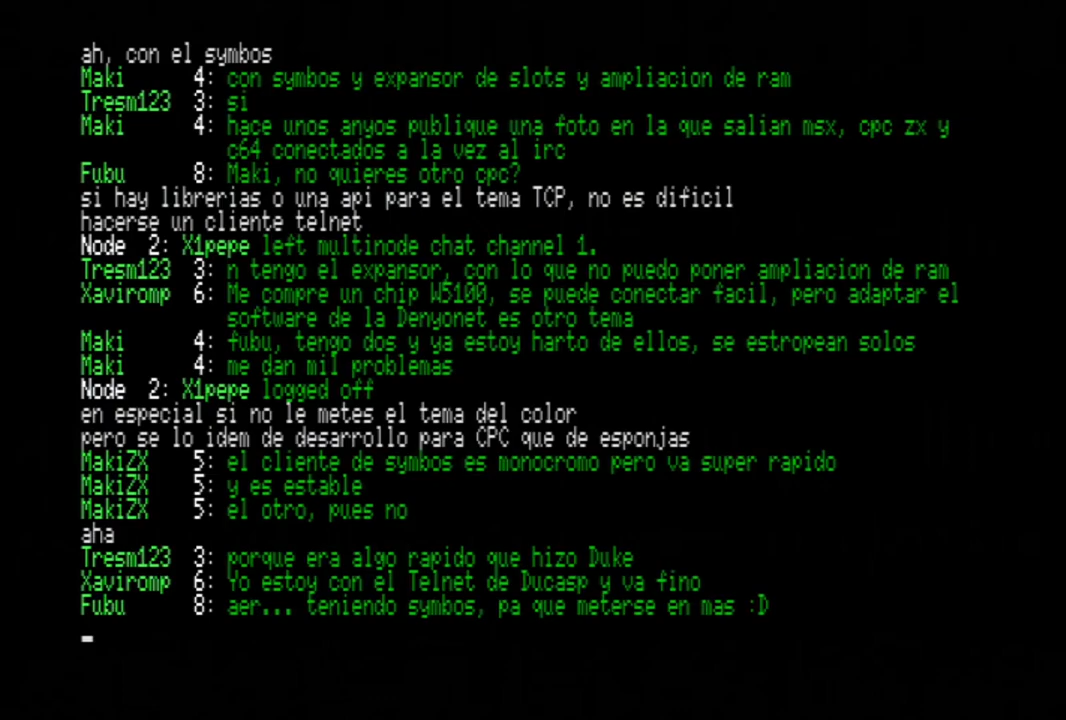 ah, con el symbos
Maki 4: con symbos y expansor de slots y ampliacion de ram
Tresm123 3: si
Maki 4: hace unos anyos publique una foto en la que salian msx, cpc zx y
c64 conectados a la vez al irc
Fubu 8: Maki, no quieres otro cpc?
si hay librerias o una api para el tema TCP, no es dificil
hacerse un cliente telnet
Node 2: X1pepe left multinode chat channel 1.
Tresm123 3: n tengo el expansor, con lo que no puedo poner ampliacion de ram
Xaviromp 6: Me compre un chip W5100, se puede conectar facil, pero adaptar el
software de la Denyonet es otro tema
Maki 4: fubu, tengo dos y ya estoy harto de ellos, se estropean solos
Maki 4: me dan mil problemas
Node 2: X1pepe logged off
en especial si no le metes el tema del color
pero se lo idem de desarrollo para CPC que de esponjas
MakiZX 5: el cliente de symbos es monocromo pero va super rapido
MakiZX 5: y es estable
MakiZX 5: el otro, pues no
aha
Tresm123 3: porque era algo rapido que hizo Duke
Xaviromp 6: Yo estoy con el Telnet de Ducasp y va fino
Fubu 8: aer... teniendo symbos, pa que meterse en mas :D